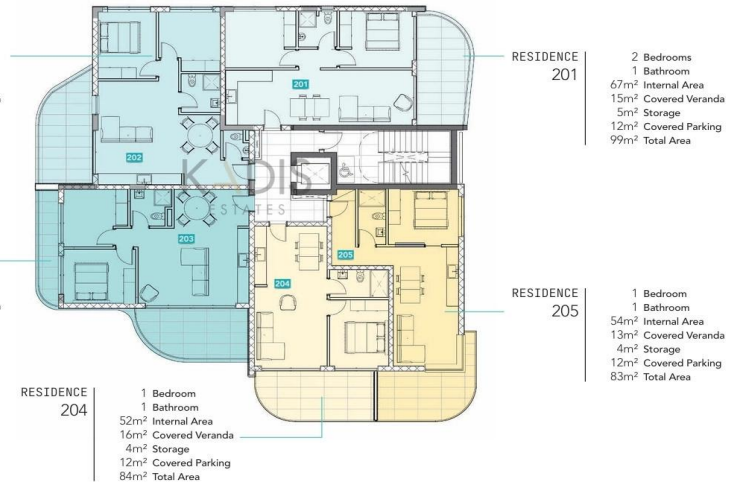 201
202
203
204
205
KADIS
ESTATES
RESIDENCE
201
2 Bedrooms
1 Bathroom
67m² Internal Area
15m² Covered Veranda
5m² Storage
12m² Covered Parking
99m² Total Area
RESIDENCE
205
1 Bedroom
1 Bathroom
54m² Internal Area
13m² Covered Veranda
4m² Storage
12m² Covered Parking
83m² Total Area
RESIDENCE
204
1 Bedroom
1 Bathroom
52m² Internal Area
16m² Covered Veranda
4m² Storage
12m² Covered Parking
84m² Total Area